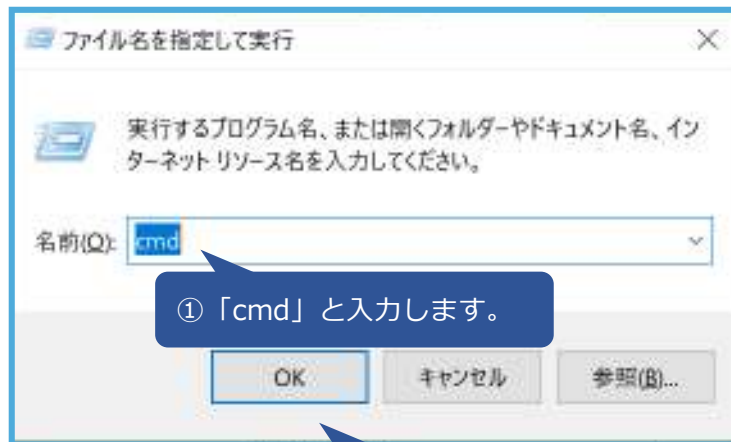 ファイル名を指定して実行
実行するプログラム名、または開くフォルダーやドキュメント名、イン
ターネット リソース名を入力してください。
名前(O): cmd
①「cmd」と入力します。
OK キャンセル 参照(B)...